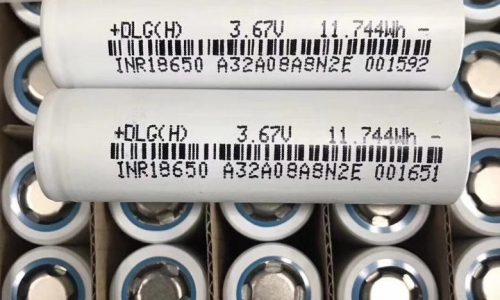 +DLG(H) 3.67V 11.744Wh -
INR18650 A32A08A8N2E 001592
+DLG(H) 3.67V 11.744Wh -
INR18650 A32A08A8N2E 001651